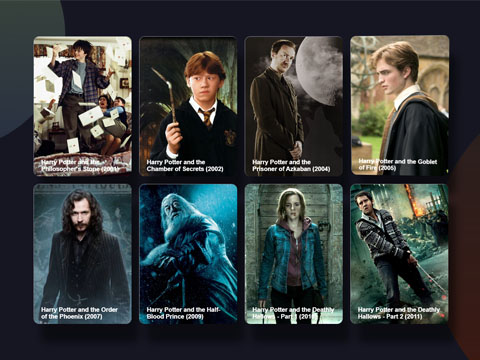 Harry Potter and the
Philosopher's Stone (2001)
Harry Potter and the
Chamber of Secrets (2002)
Harry Potter and the
Prisoner of Azkaban (2004)
Harry Potter and the Goblet
of Fire (2005)
Harry Potter and the Order
of the Phoenix (2007)
Harry Potter and the Half-
Blood Prince (2009)
Harry Potter and the Deathly
Hallows - Part 1 (2010)
Harry Potter and the Deathly
Hallows - Part 2 (2011)